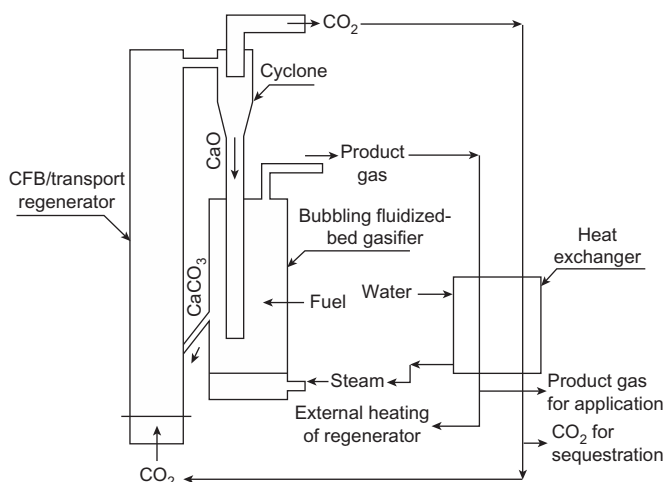 CO2
Cyclone
CaO
Product
gas
CFB/transport
regenerator
Bubbling fluidized-
bed gasifier
Heat
exchanger
CaCO3
Fuel
Water
Steam
External heating
of regenerator
Product gas
for application
CO2 for
sequestration
CO2